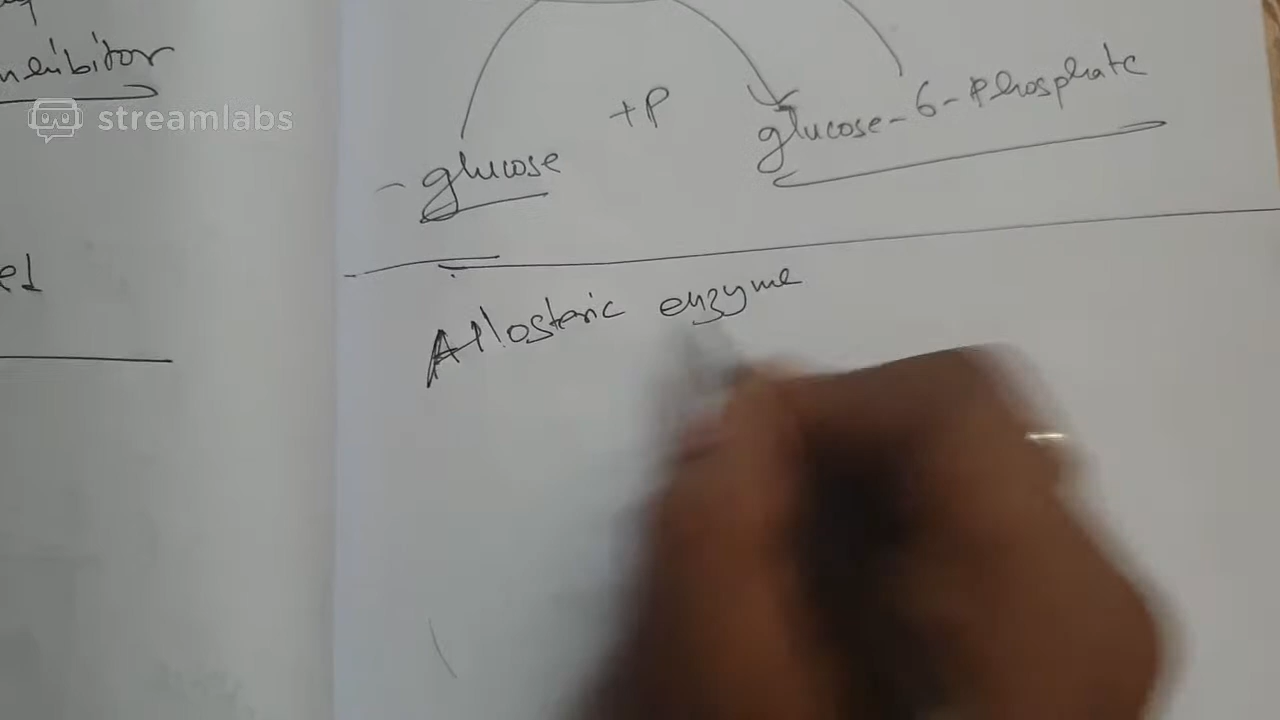 inhibitor
streamlabs
+P
glucose-6-Phosphate
- glucose
Allosteric enzyme